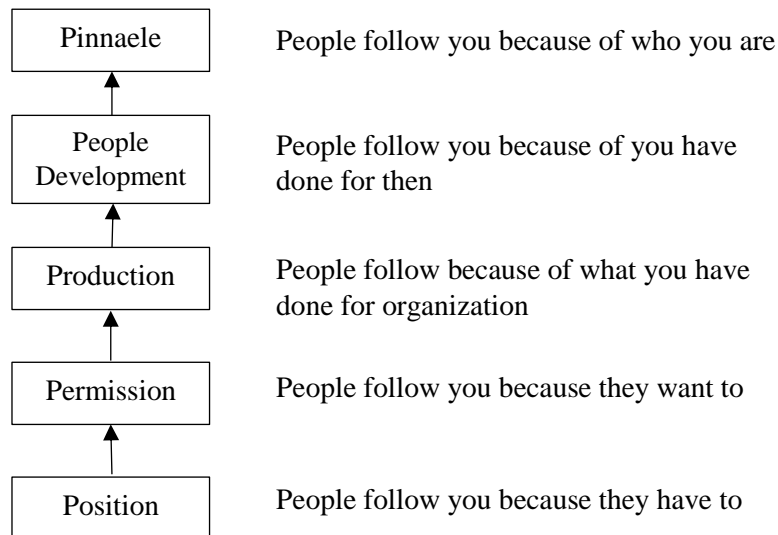 Pinnaele
People follow you because of who you are
People
Development
People follow you because of you have
done for then
Production
People follow because of what you have
done for organization
Permission
People follow you because they want to
Position
People follow you because they have to